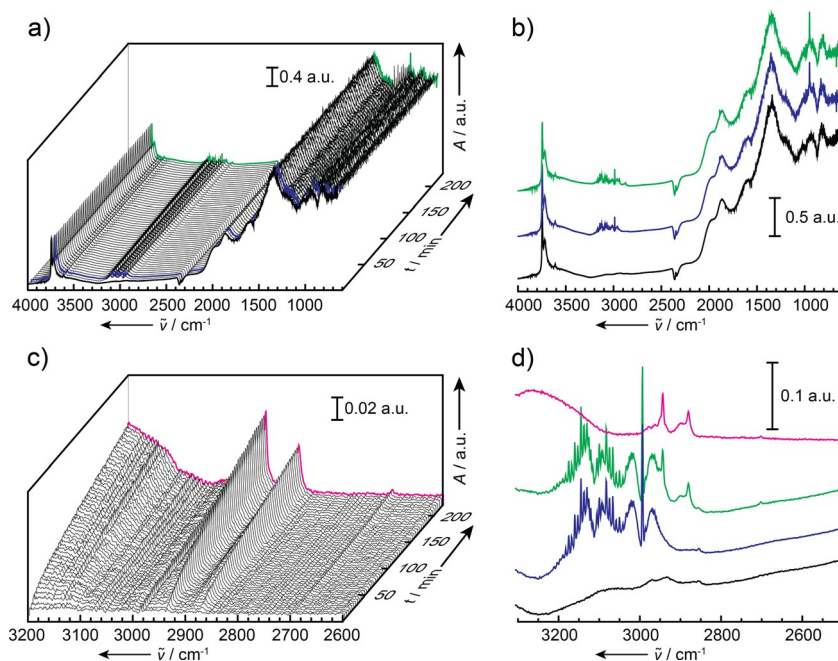 a)
0.4 a.u.
A / a.u.
200
150
100
50
t / min
4000 3500 3000 2500 2000 1500 1000
ṽ / cm⁻¹
b)
0.5 a.u.
4000 3500 3000 2500 2000 1500 1000
ṽ / cm⁻¹
c)
0.02 a.u.
A / a.u.
200
150
100
50
t / min
3200 3100 3000 2900 2800 2700 2600
ṽ / cm⁻¹
d)
0.1 a.u.
3200 3000 2800 2600
ṽ / cm⁻¹